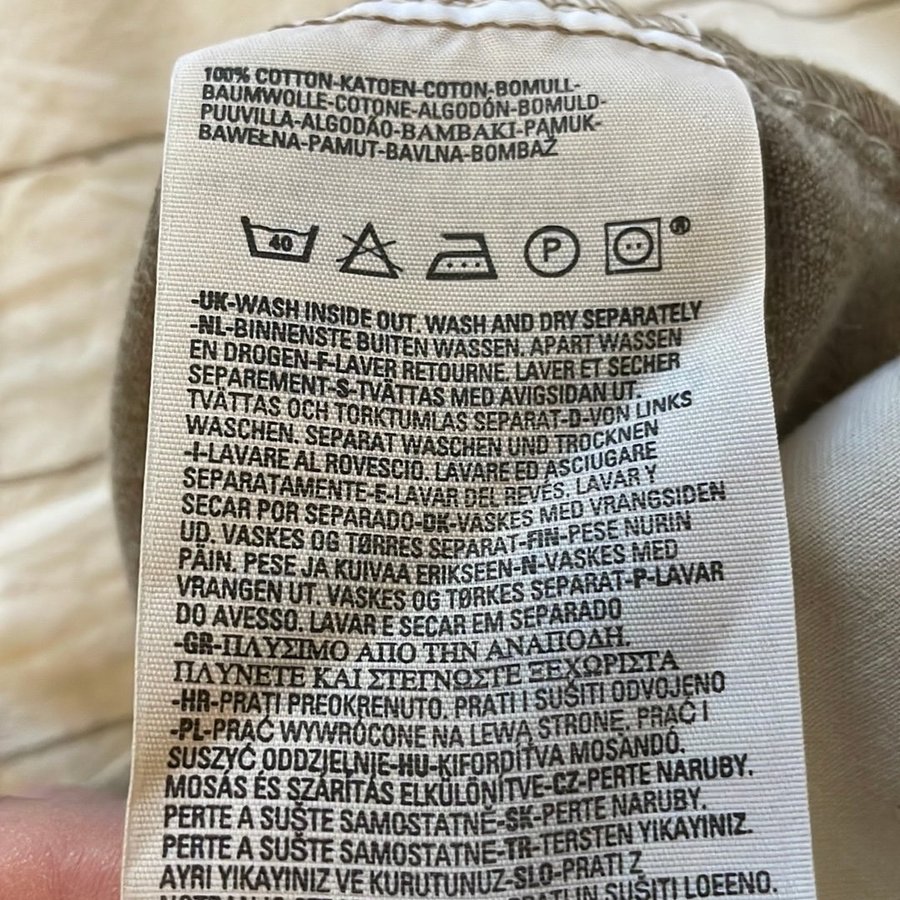 100% COTTON-KATOEN-COTON-BOMULL-
BAUMWOLLE-COTONE-ALGODÓN-BOMULD-
PUUVILLA-ALGODÃO-BAMBAKI-PAMUK-
BAWEŁNA-PAMUT-BAVLNA-BOMBAŽ
40 P ®
-UK-WASH INSIDE OUT. WASH AND DRY SEPARATELY
-NL-BINNENSTE BUITEN WASSEN. APART WASSEN
EN DROGEN-F-LAVER RETOURNE. LAVER ET SECHER
SEPAREMENT-S-TVÄTTAS MED AVIGSIDAN UT.
TVÄTTAS OCH TORKTUMLAS SEPARAT-D-VON LINKS
WASCHEN. SEPARAT WASCHEN UND TROCKNEN
-I-LAVARE AL ROVESCIO. LAVARE ED ASCIUGARE
SEPARATAMENTE-E-LAVAR DEL REVÉS. LAVAR Y
SECAR POR SEPARADO-DK-VASKES MED VRANGSIDEN
UD. VASKES OG TØRRES SEPARAT-FIN-PESE NURIN
PÄIN. PESE JA KUIVAA ERIKSEEN-N-VASKES MED
VRANGEN UT. VASKES OG TØRKES SEPARAT-P-LAVAR
DO AVESSO. LAVAR E SECAR EM SEPARADO
-GR-ΠΛΥΣΙΜΟ ΑΠΟ ΤΗΝ ΑΝΑΠΟΔΗ.
ΠΛΥΝΕΤΕ ΚΑΙ ΣΤΕΓΝΩΣΤΕ ΞΕΧΩΡΙΣΤΑ
-HR-PRATI PREOKRENUTO. PRATI I SUŠITI ODVOJENO
-PL-PRAĆ WYWRÓCONE NA LEWĄ STRONĘ, PRAĆ I
SUSZYĆ ODDZJELNJE-HU-KIFORDÍTVA MOSANDÓ.
MOSÁS ÉS SZÁRÍTÁS ELKÜLÖNÍTVE-CZ-PERTE NARUBY.
PERTE A SUŠTE SAMOSTATNĚ-SK-PERTE NARUBY.
PERTE A SUŠTE SAMOSTATNE-TR-TERSTEN YIKAYINIZ.
AYRI YIKAYINIZ VE KURUTUNUZ-SLO-PRATI Z
PRATI IN SUŠITI LOEENO.